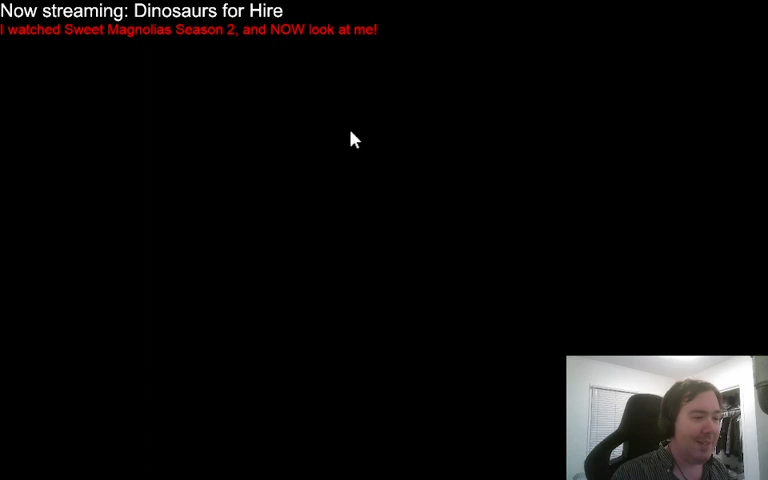 Now streaming: Dinosaurs for Hire
I watched Sweet Magnolias Season 2, and NOW look at me!